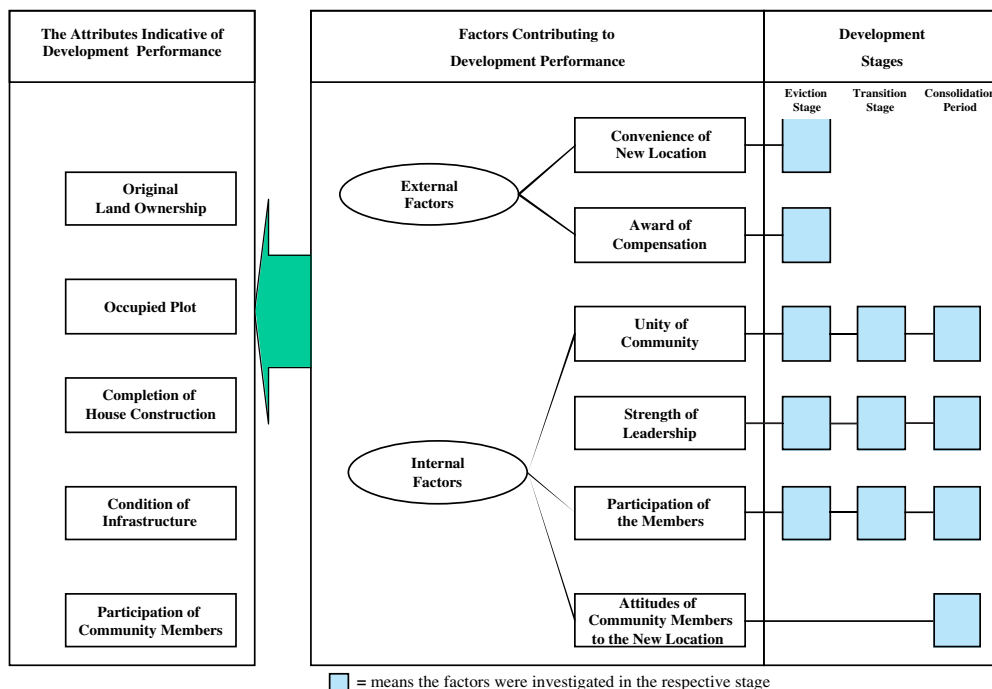 The Attributes Indicative of
Development Performance
Original
Land Ownership
Occupied Plot
Completion of
House Construction
Condition of
Infrastructure
Participation of
Community Members
Factors Contributing to
Development Performance
External
Factors
Convenience of
New Location
Award of
Compensation
Internal
Factors
Unity of
Community
Strength of
Leadership
Participation of
the Members
Attitudes of
Community Members
to the New Location
Development
Stages
Eviction
Stage
Transition
Stage
Consolidation
Period
= means the factors were investigated in the respective stage